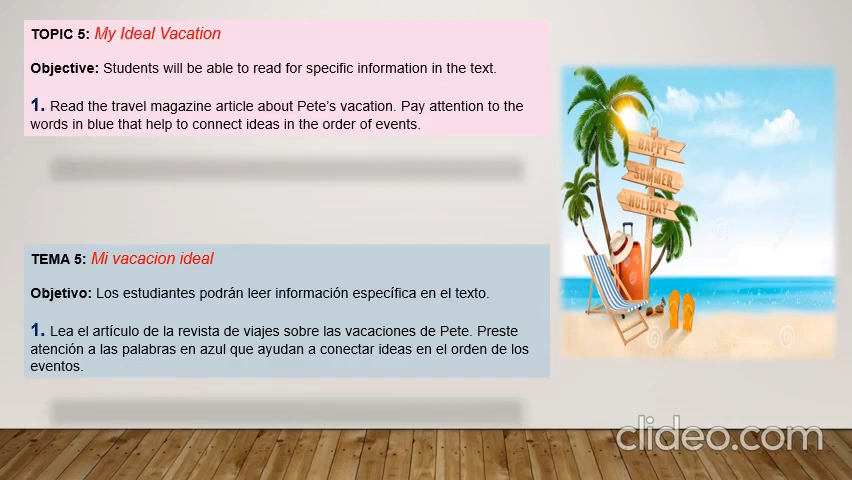 TOPIC 5: My Ideal Vacation
Objective: Students will be able to read for specific information in the text.
1. Read the travel magazine article about Pete's vacation. Pay attention to the
words in blue that help to connect ideas in the order of events.
HAPPY
SUMMER
HOLIDAY
TEMA 5: Mi vacacion ideal
Objetivo: Los estudiantes podrán leer información específica en el texto.
1. Lea el artículo de la revista de viajes sobre las vacaciones de Pete. Preste
atención a las palabras en azul que ayudan a conectar ideas en el orden de los
eventos.
clideo.com